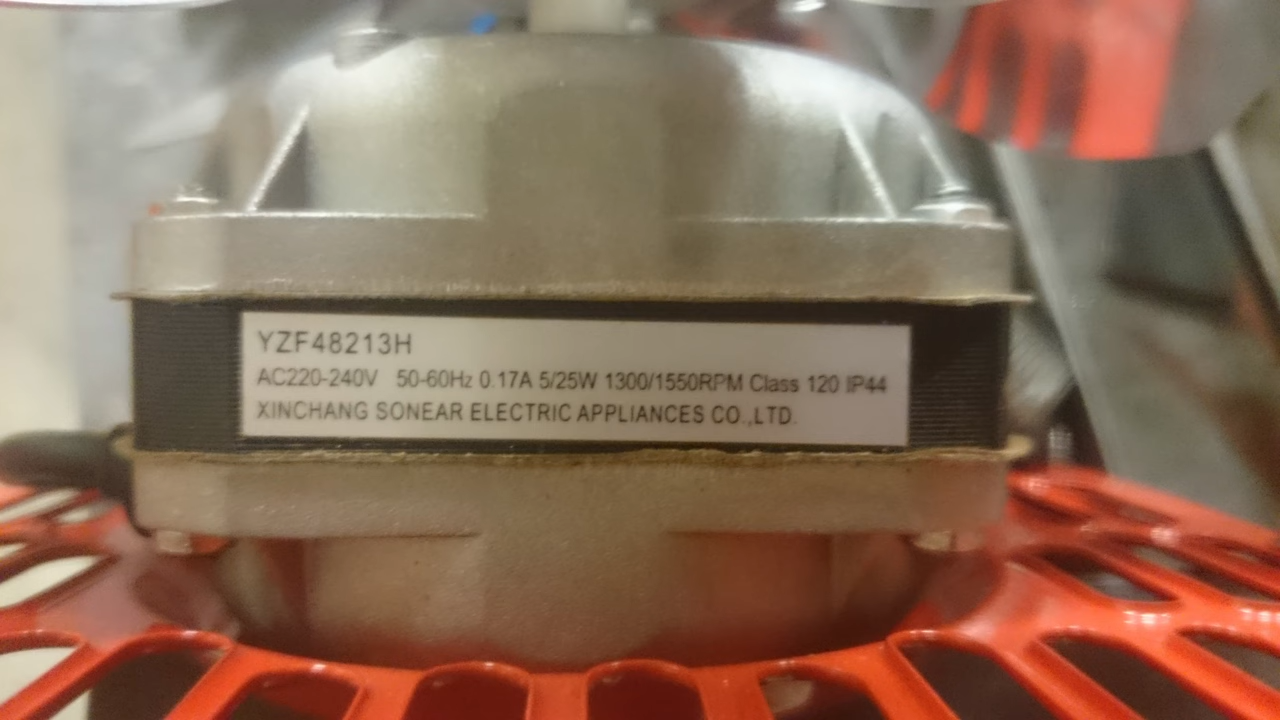 YZF48213H
AC220-240V 50-60Hz 0.17A 5/25W 1300/1550RPM Class 120 IP44
XINCHANG SONEAR ELECTRIC APPLIANCES CO.,LTD.